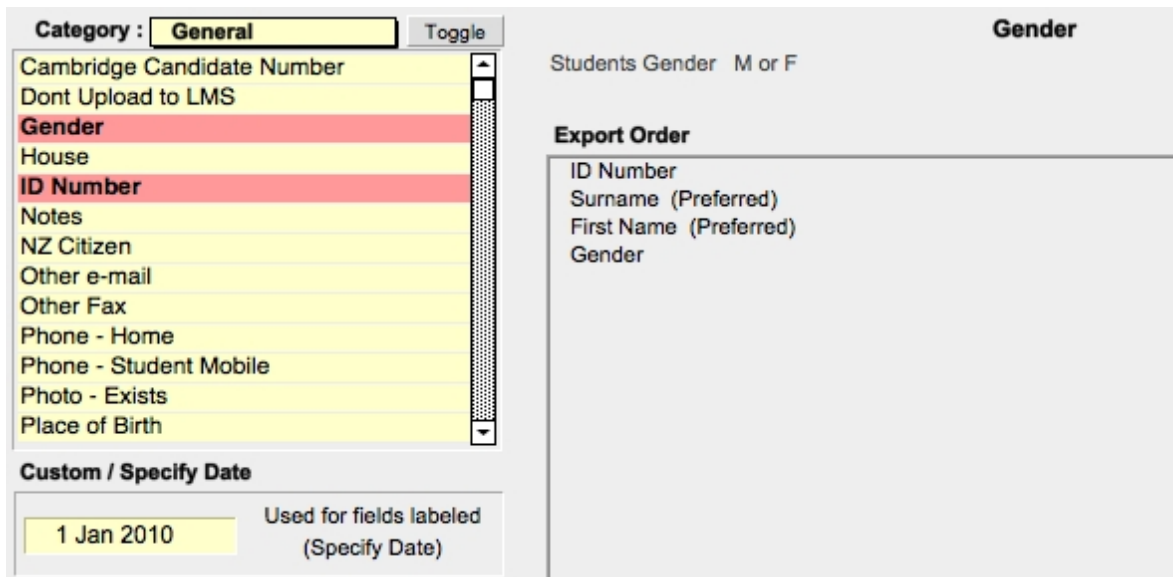 Category : General Toggle
Cambridge Candidate Number
Dont Upload to LMS
Gender
House
ID Number
Notes
NZ Citizen
Other e-mail
Other Fax
Phone - Home
Phone - Student Mobile
Photo - Exists
Place of Birth
Custom / Specify Date
1 Jan 2010
Used for fields labeled
(Specify Date)
Gender
Students Gender M or F
Export Order
ID Number
Surname (Preferred)
First Name (Preferred)
Gender